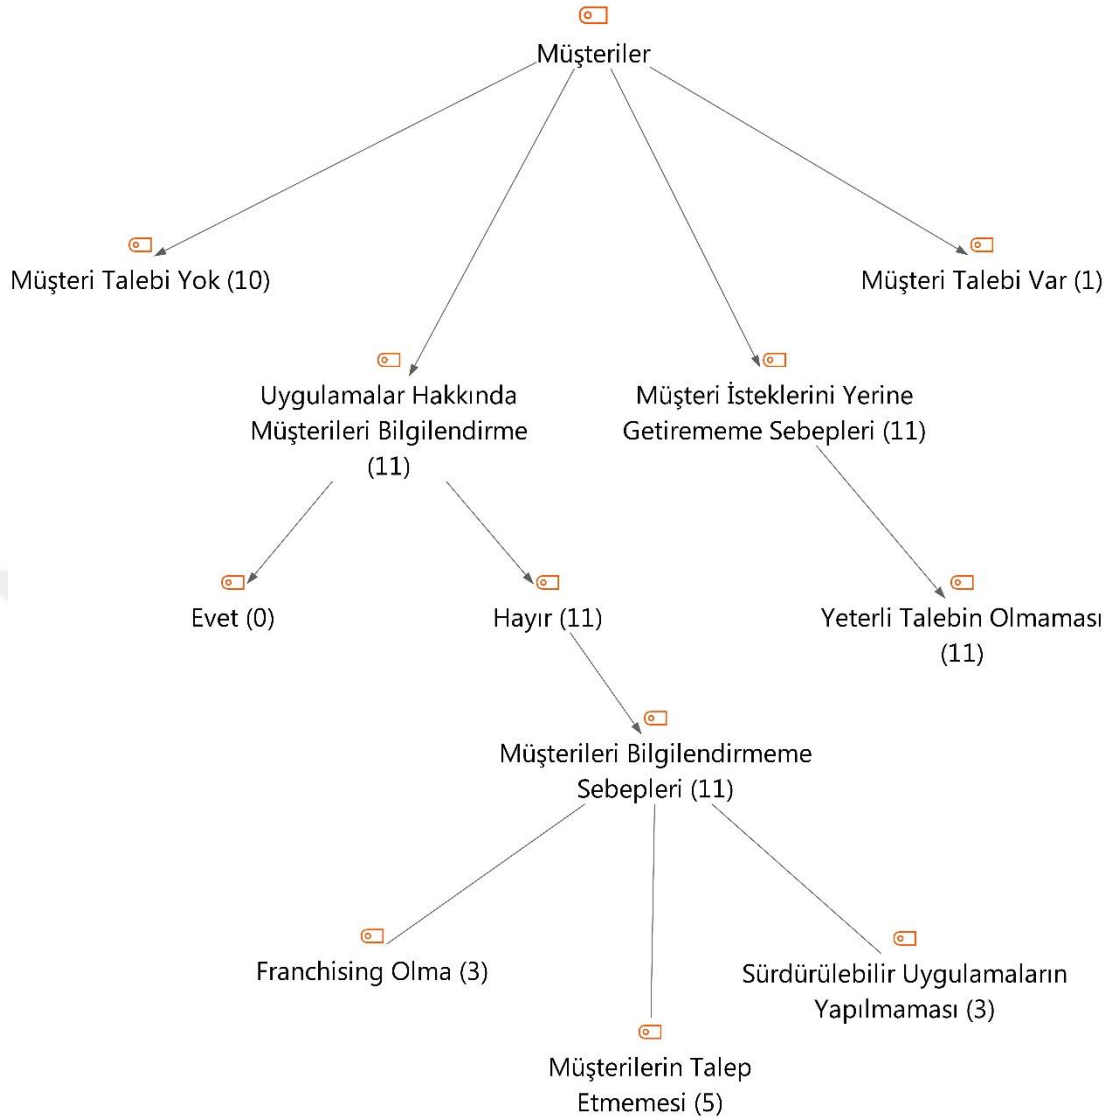 Müşteriler
Müşteri Talebi Yok (10)
Müşteri Talebi Var (1)
Uygulamalar Hakkında
Müşterileri Bilgilendirme
(11)
Müşteri İsteklerini Yerine
Getirememe Sebepleri (11)
Evet (0)
Hayır (11)
Yeterli Talebin Olmaması
(11)
Müşterileri Bilgilendirmeme
Sebepleri (11)
Franchising Olma (3)
Sürdürülebilir Uygulamaların
Yapılmaması (3)
Müşterilerin Talep
Etmemesi (5)